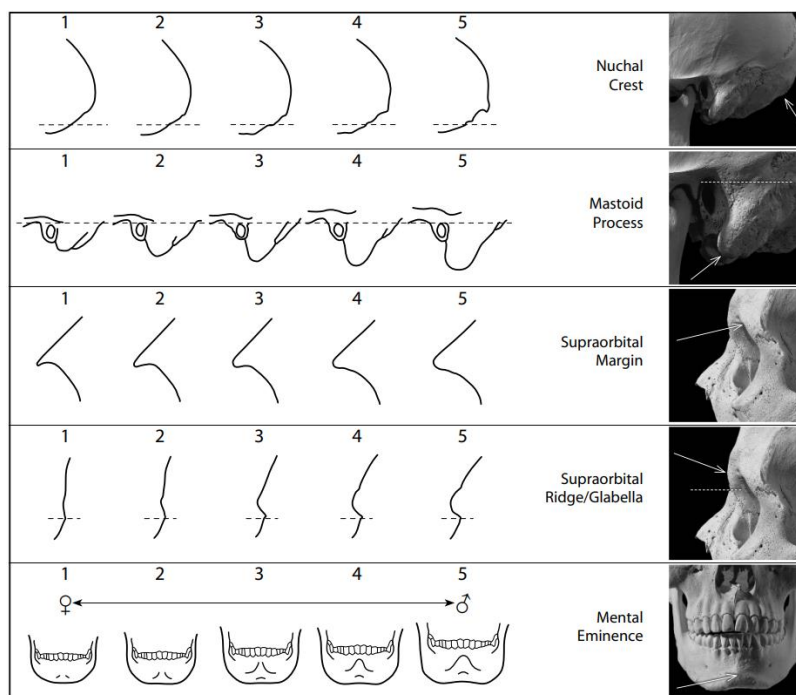 1 2 3 4 5
Nuchal
Crest
1 2 3 4 5
Mastoid
Process
1 2 3 4 5
Supraorbital
Margin
1 2 3 4 5
Supraorbital
Ridge/Glabella
1 2 3 4 5
♀ ♂
Mental
Eminence